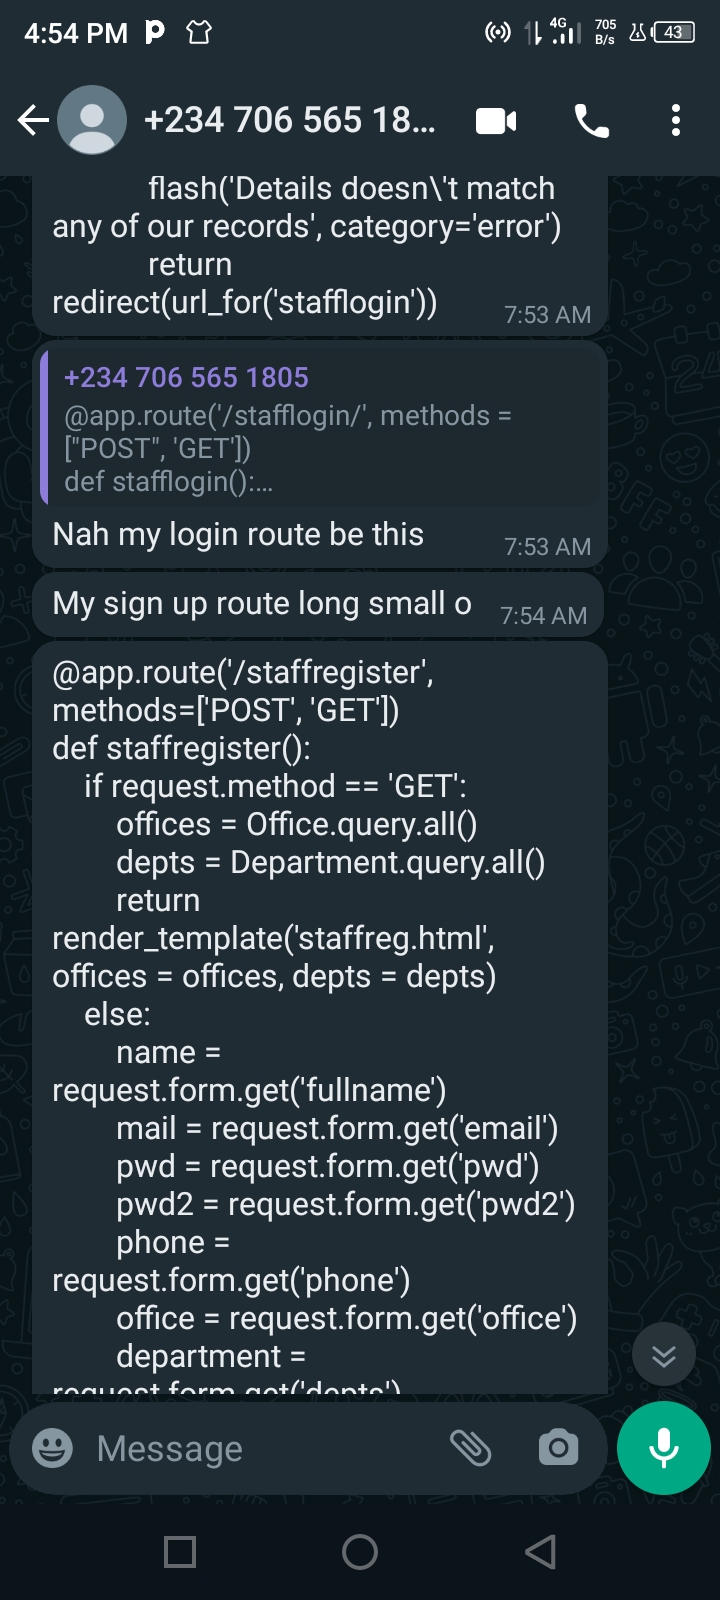 4:54 PM
4G
705
B/s
43
+234 706 565 18...
flash('Details doesn\'t match
any of our records', category='error')
return
redirect(url_for('stafflogin'))
7:53 AM
+234 706 565 1805
@app.route('/stafflogin/', methods =
["POST", 'GET'])
def stafflogin():...
Nah my login route be this
7:53 AM
My sign up route long small o
7:54 AM
@app.route('/staffregister',
methods=['POST', 'GET'])
def staffregister():
if request.method == 'GET':
offices = Office.query.all()
depts = Department.query.all()
return
render_template('staffreg.html',
offices = offices, depts = depts)
else:
name =
request.form.get('fullname')
mail = request.form.get('email')
pwd = request.form.get('pwd')
pwd2 = request.form.get('pwd2')
phone =
request.form.get('phone')
office = request.form.get('office')
department =
request.form.get('depts')
Message